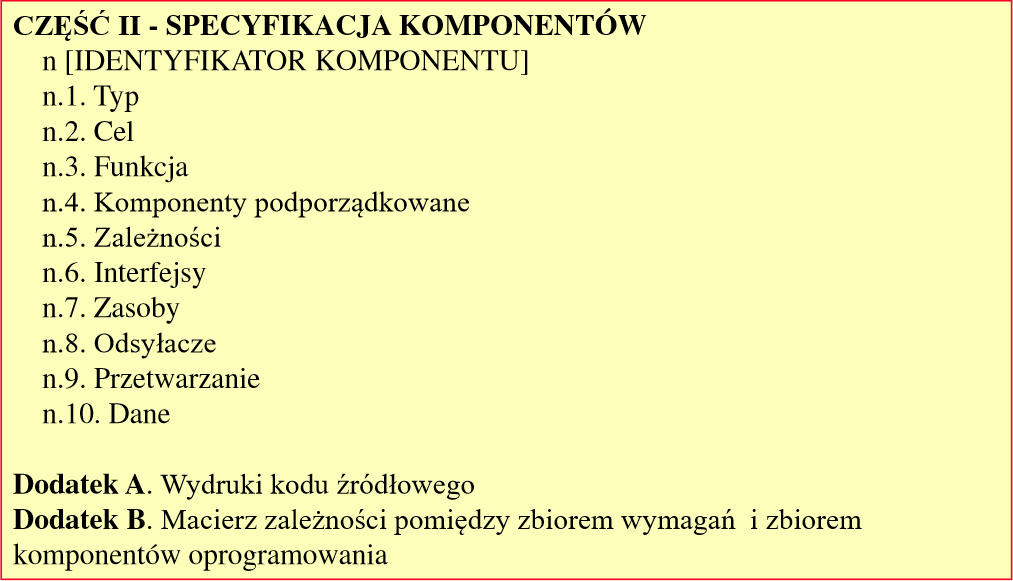 CZĘŚĆ II - SPECYFIKACJA KOMPONENTÓW
n [IDENTYFIKATOR KOMPONENTU]
n.1. Typ
n.2. Cel
n.3. Funkcja
n.4. Komponenty podporządkowane
n.5. Zależności
n.6. Interfejsy
n.7. Zasoby
n.8. Odsyłacze
n.9. Przetwarzanie
n.10. Dane
Dodatek A. Wydruki kodu źródłowego
Dodatek B. Macierz zależności pomiędzy zbiorem wymagań  i zbiorem
komponentów oprogramowania